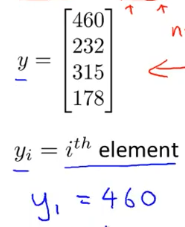 y = [460
232
315
178]
n
y_i = i^{th} element
y_1 = 460